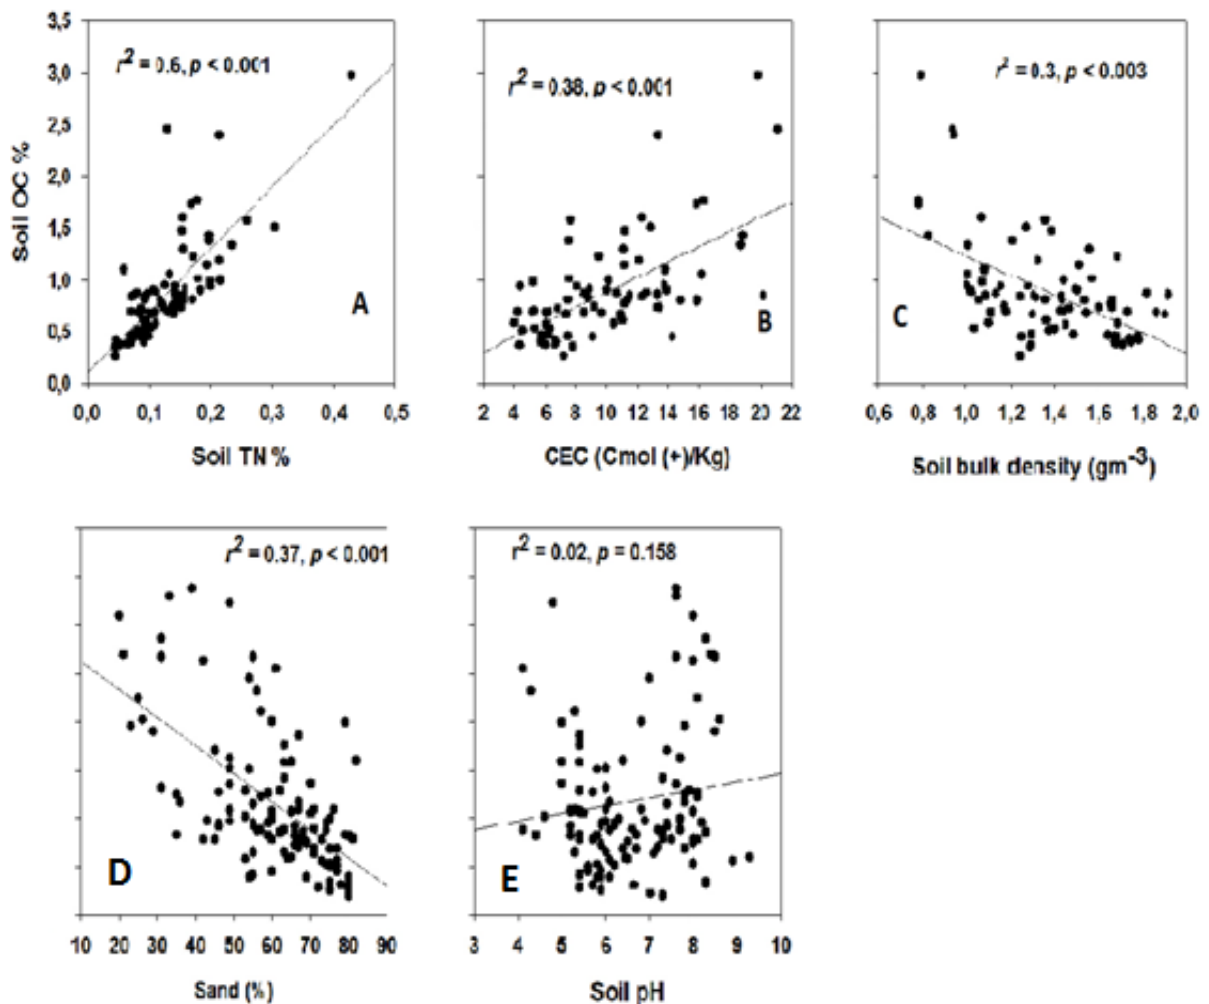 r² = 0.6, p < 0.001
r² = 0.38, p < 0.001
r² = 0.3, p < 0.003
3,5
3,0
2,5
2,0
1,5
1,0
0,5
0,0
Soil OC %
A
B
C
0,0 0,1 0,2 0,3 0,4 0,5
2 4 6 8 10 12 14 16 18 20 22
0,6 0,8 1,0 1,2 1,4 1,6 1,8 2,0
Soil TN %
CEC (Cmol (+)/Kg)
Soil bulk density (gm⁻³)
r² = 0.37, p < 0.001
r² = 0.02, p = 0.158
D
E
10 20 30 40 50 60 70 80 90
3 4 5 6 7 8 9 10
Sand (%)
Soil pH